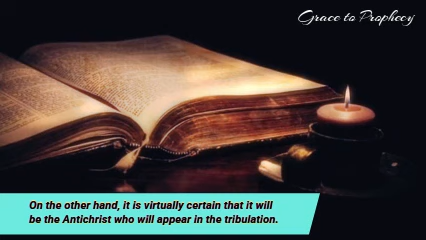 Grace to Prophecy
On the other hand, it is virtually certain that it will
be the Antichrist who will appear in the tribulation.